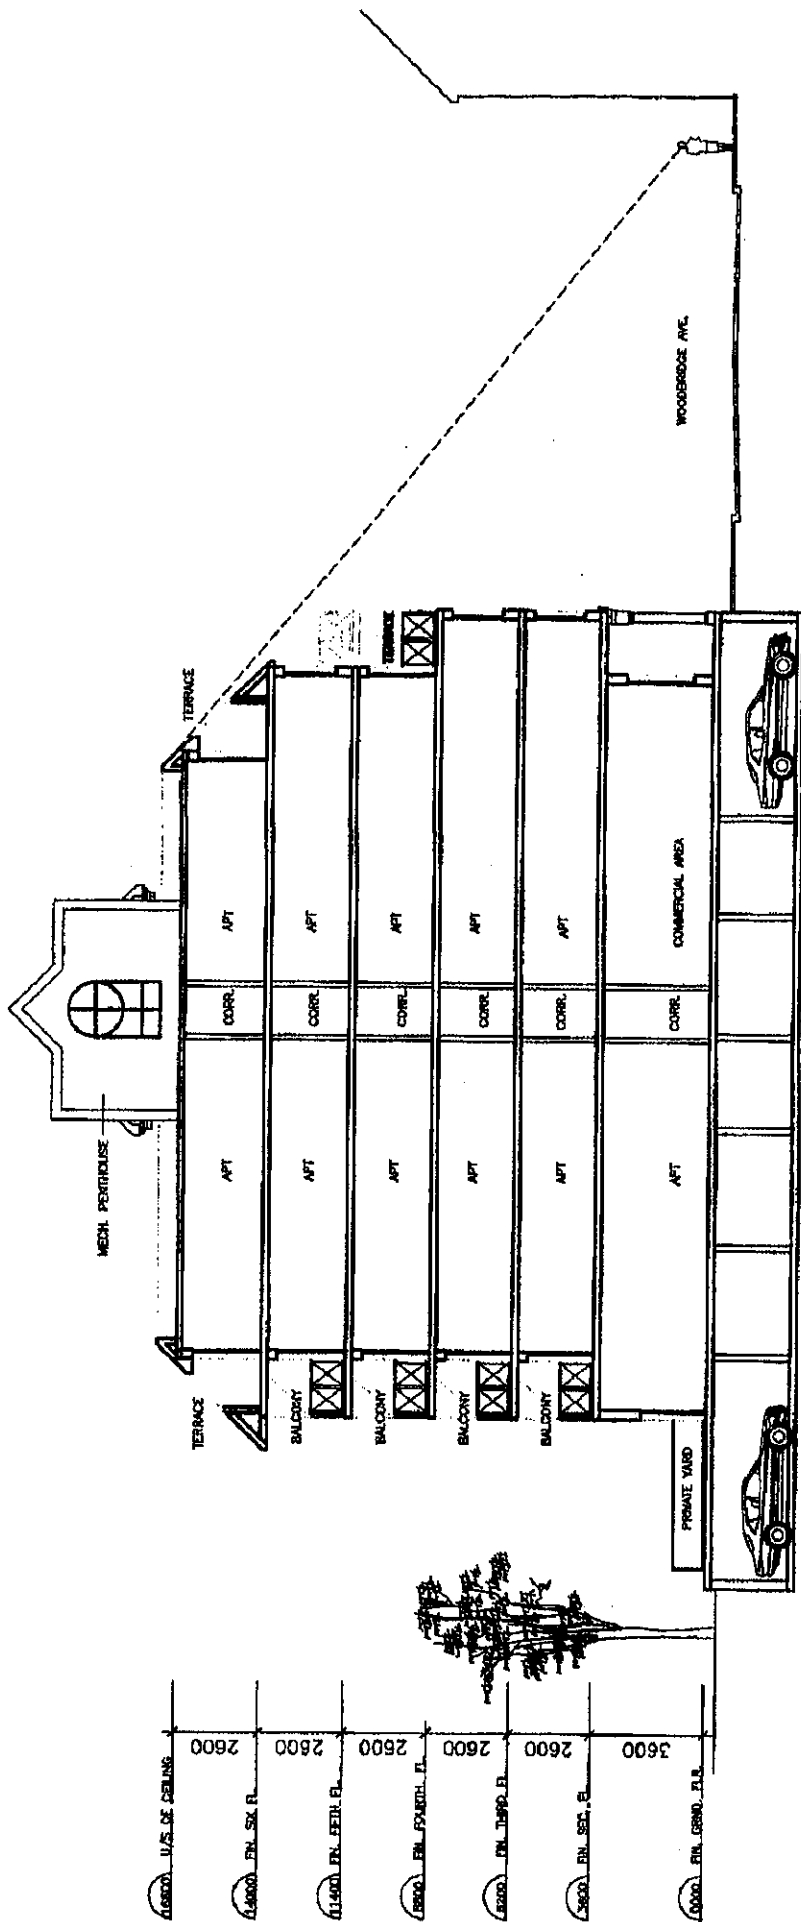 MECH. PENTHOUSE
TERRACE
TERRACE
APT
CORR.
APT
BALCONY
APT
CORR.
APT
BALCONY
APT
CORR.
APT
TERRACE
BALCONY
APT
CORR.
APT
BALCONY
APT
CORR.
APT
PRIVATE YARD
APT
CORR.
COMMERCIAL AREA
WOODBRIDGE AVE.
16600 U/S OF CEILING
2600
14000 FIN. SIX FL.
2600
11400 FIN. FIFTH FL.
2600
8800 FIN. FOURTH FL.
2600
6200 FIN. THIRD FL.
2600
3600 FIN. SEC. FL.
3600
0000 FIN. GRND. FLR.